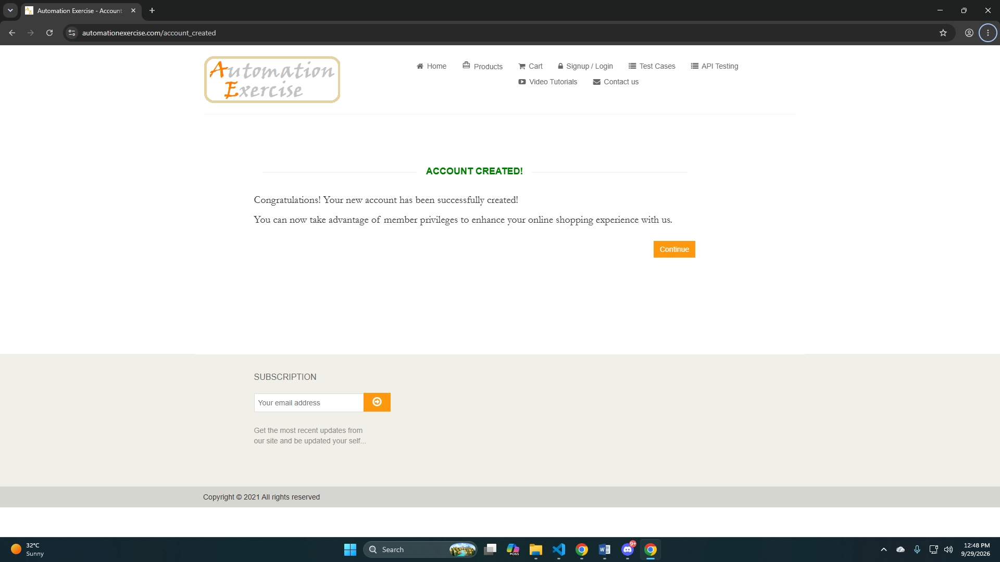 Automation Exercise - Account
automationexercise.com/account_created
Automation
Exercise
Home
Products
Cart
Signup / Login
Test Cases
API Testing
Video Tutorials
Contact us
ACCOUNT CREATED!
Congratulations! Your new account has been successfully created!
You can now take advantage of member privileges to enhance your online shopping experience with us.
Continue
SUBSCRIPTION
Your email address
Get the most recent updates from
our site and be updated your self...
Copyright © 2021 All rights reserved
32°C
Sunny
Search
M365
9+
12:48 PM
9/29/2026